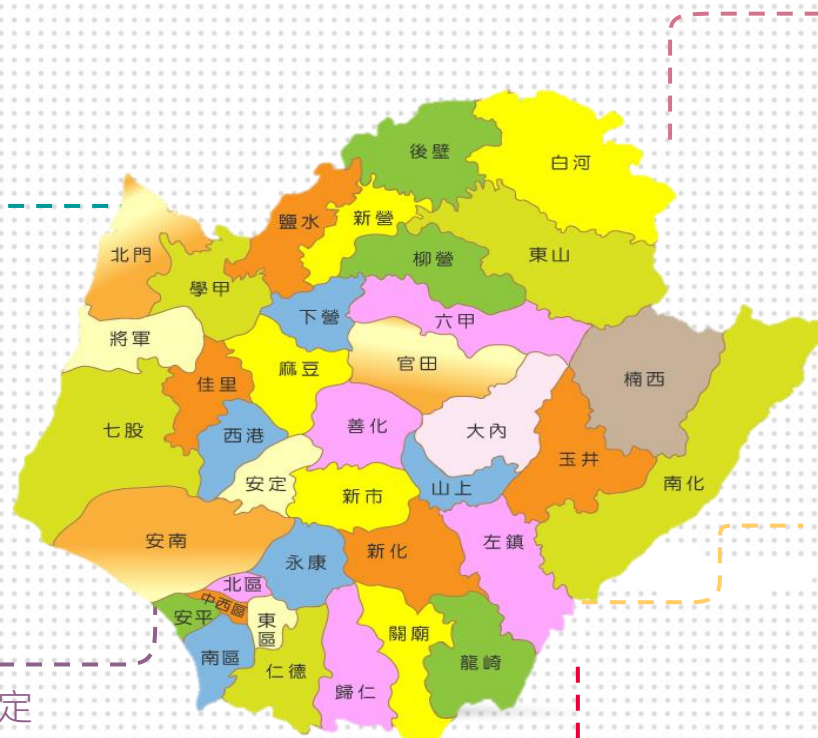 後壁
白河
鹽水
新營
北門
柳營
東山
學甲
下營
六甲
將軍
官田
麻豆
楠西
佳里
善化
七股
西港
大內
玉井
安定
新市
山上
南化
安南
新化
左鎮
永康
北區
中西區
安平
東區
關廟
南區
仁德
龍崎
歸仁
定